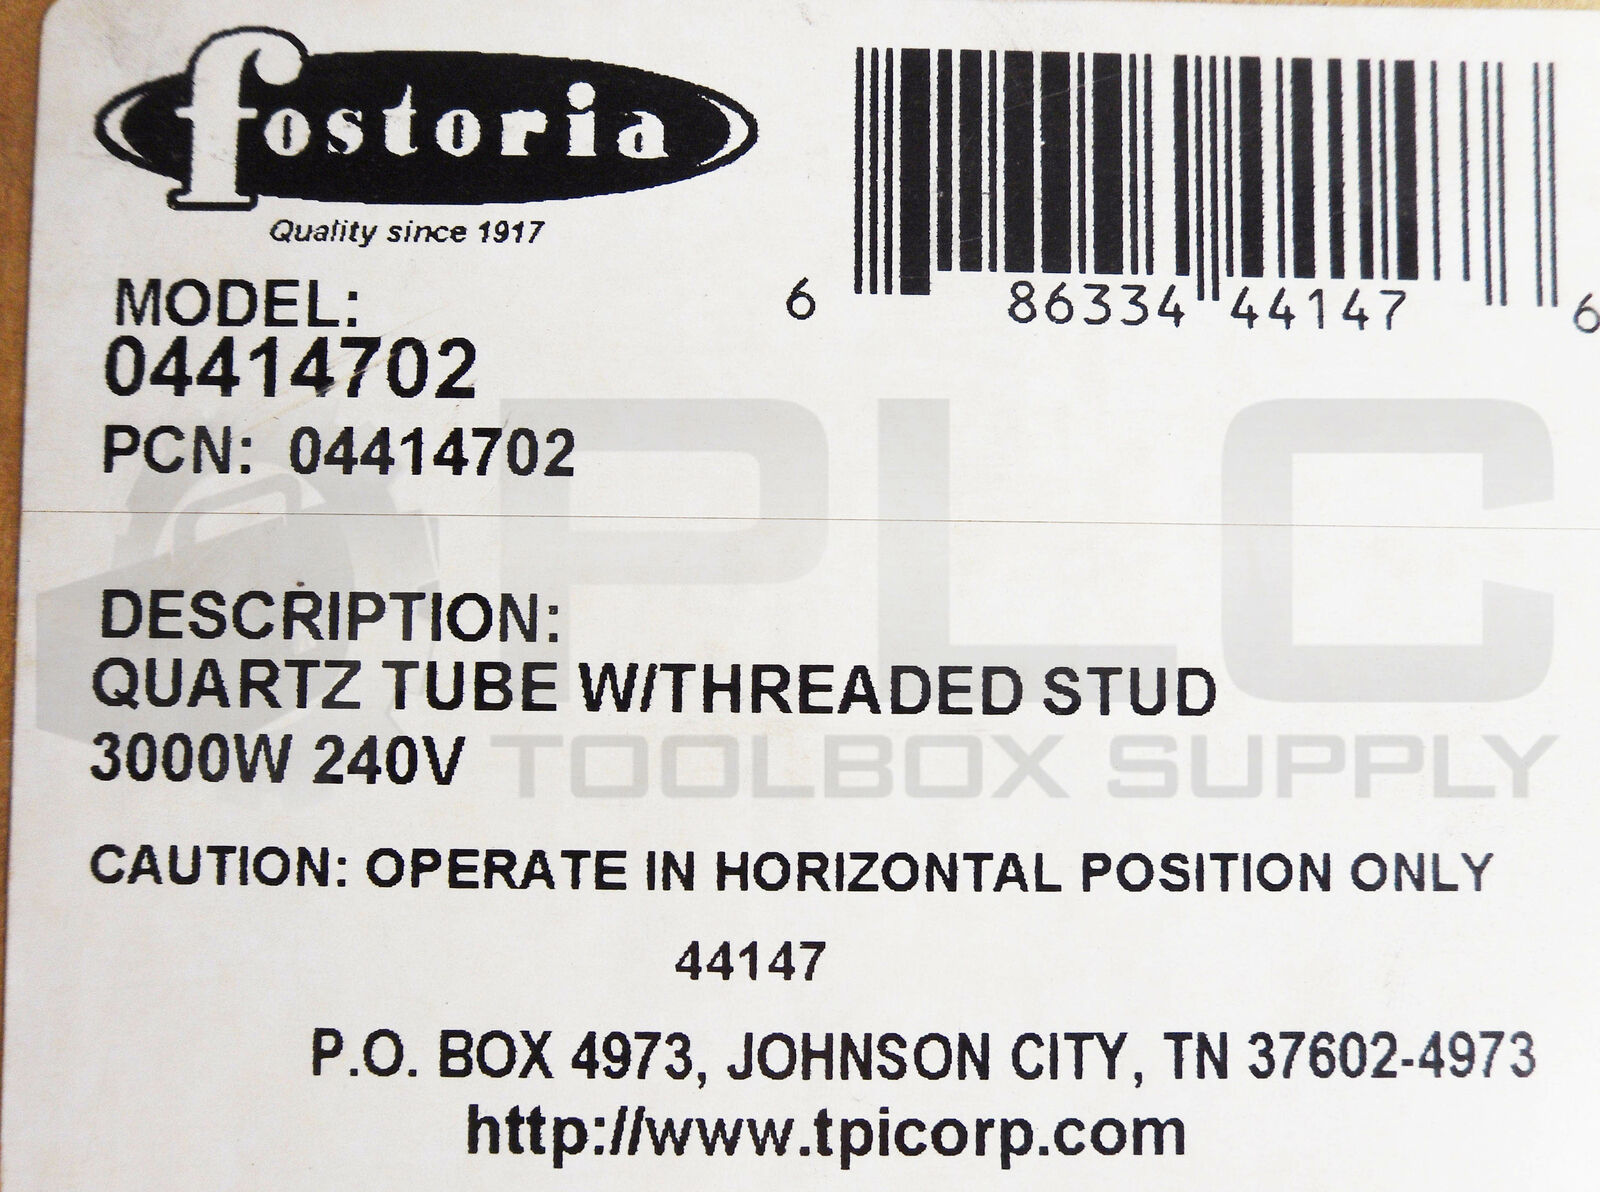 fostoria
Quality since 1917
6 86334 44147 6
MODEL:
04414702
PCN: 04414702
PLC
TOOLBOX SUPPLY
DESCRIPTION:
QUARTZ TUBE W/THREADED STUD
3000W 240V
CAUTION: OPERATE IN HORIZONTAL POSITION ONLY
44147
P.O. BOX 4973, JOHNSON CITY, TN 37602-4973
http://www.tpicorp.com